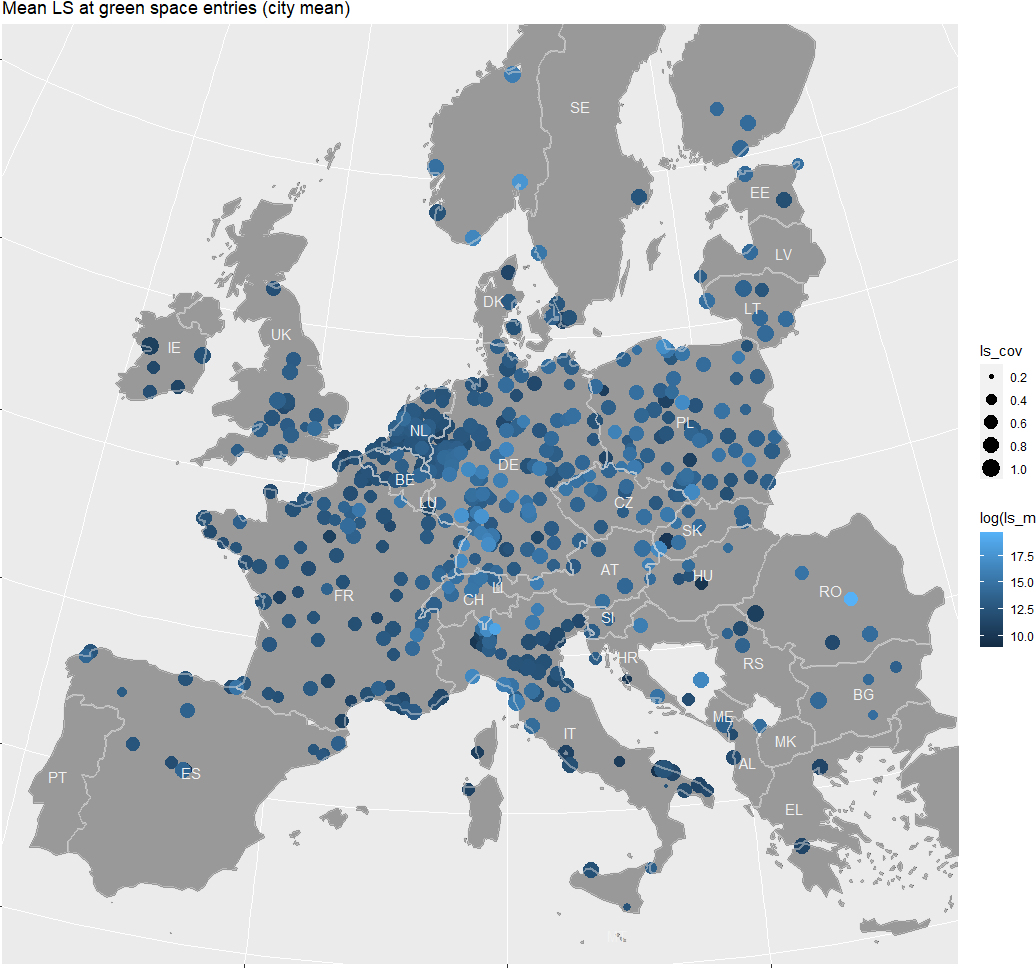 Mean LS at green space entries (city mean)
SE
EE
LV
LT
DK
UK
IE
NL
PL
DE
BE
LU
CZ
SK
AT
HU
FR
CH
LI
RO
SI
HR
RS
BG
ME
IT
MK
AL
PT
ES
EL
ls_cov
0.2
0.4
0.6
0.8
1.0
log(ls_m
17.5
15.0
12.5
10.0